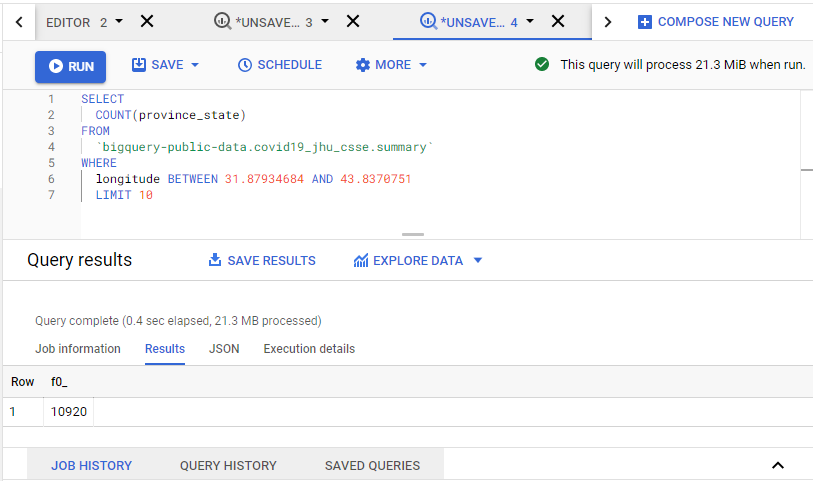 EDITOR 2 *UNSAVE... 3 *UNSAVE... 4 COMPOSE NEW QUERY
RUN SAVE SCHEDULE MORE This query will process 21.3 MiB when run.
1 SELECT
2 COUNT(province_state)
3 FROM
4 `bigquery-public-data.covid19_jhu_csse.summary`
5 WHERE
6 longitude BETWEEN 31.87934684 AND 43.8370751
7 LIMIT 10
Query results SAVE RESULTS EXPLORE DATA
Query complete (0.4 sec elapsed, 21.3 MB processed)
Job information Results JSON Execution details
Row f0_
1 10920
JOB HISTORY QUERY HISTORY SAVED QUERIES